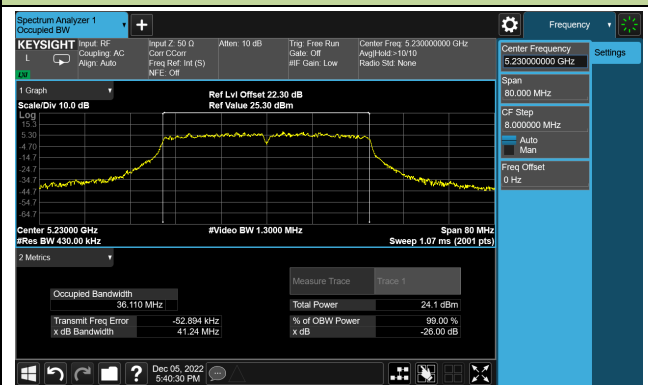 Spectrum Analyzer 1
Occupied BW
Frequency
KEYSIGHT
L
Input: RF
Coupling: AC
Align: Auto
Input Z: 50 Ω
Corr CCorr
Freq Ref: Int (S)
NFE: Off
Atten: 10 dB
Trig: Free Run
Gate: Off
#IF Gain: Low
Center Freq: 5.230000000 GHz
Avg|Hold:>10/10
Radio Std: None
LXI
Center Frequency
5.230000000 GHz
Settings
Span
80.000 MHz
CF Step
8.000000 MHz
Auto
Man
Freq Offset
0 Hz
1 Graph
Scale/Div 10.0 dB
Ref Lvl Offset 22.30 dB
Ref Value 25.30 dBm
Log
15.3
5.30
-4.70
-14.7
-24.7
-34.7
-44.7
-54.7
-64.7
Center 5.23000 GHz
#Video BW 1.3000 MHz
Span 80 MHz
#Res BW 430.00 kHz
Sweep 1.07 ms (2001 pts)
2 Metrics
Measure Trace
Trace 1
Occupied Bandwidth
36.110 MHz
Total Power
24.1 dBm
Transmit Freq Error
-52.894 kHz
% of OBW Power
99.00 %
x dB Bandwidth
41.24 MHz
x dB
-26.00 dB
?
Dec 05, 2022
5:40:30 PM